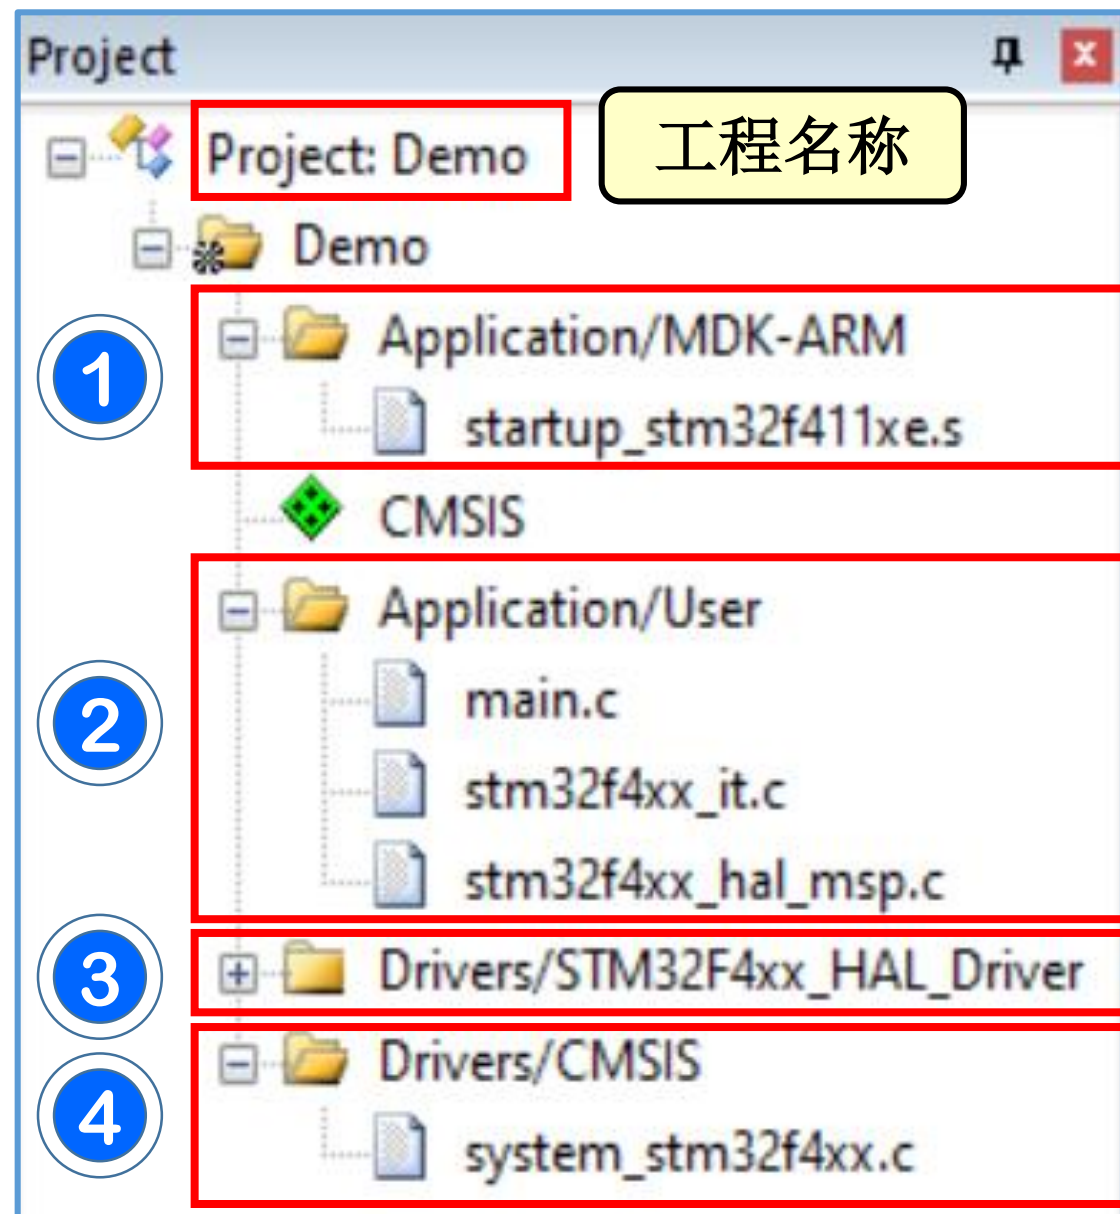 Project
Project: Demo
工程名称
Demo
1
Application/MDK-ARM
startup_stm32f411xe.s
CMSIS
2
Application/User
main.c
stm32f4xx_it.c
stm32f4xx_hal_msp.c
3
Drivers/STM32F4xx_HAL_Driver
4
Drivers/CMSIS
system_stm32f4xx.c